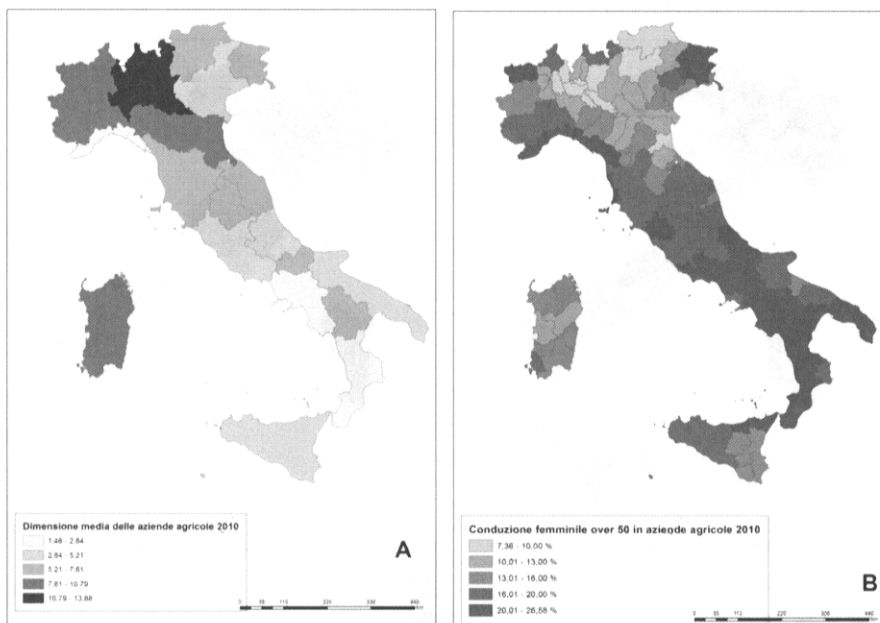 Dimensione media delle aziende agricole 2010
1.46 - 2.84
2.84 - 5.21
5.21 - 7.61
7.61 - 10.79
10.79 - 13.88
A
Conduzione femminile over 50 in aziende agricole 2010
7,36 - 10,00 %
10,01 - 13,00 %
13,01 - 16,00 %
16,01 - 20,00 %
20,01 - 26,58 %
B